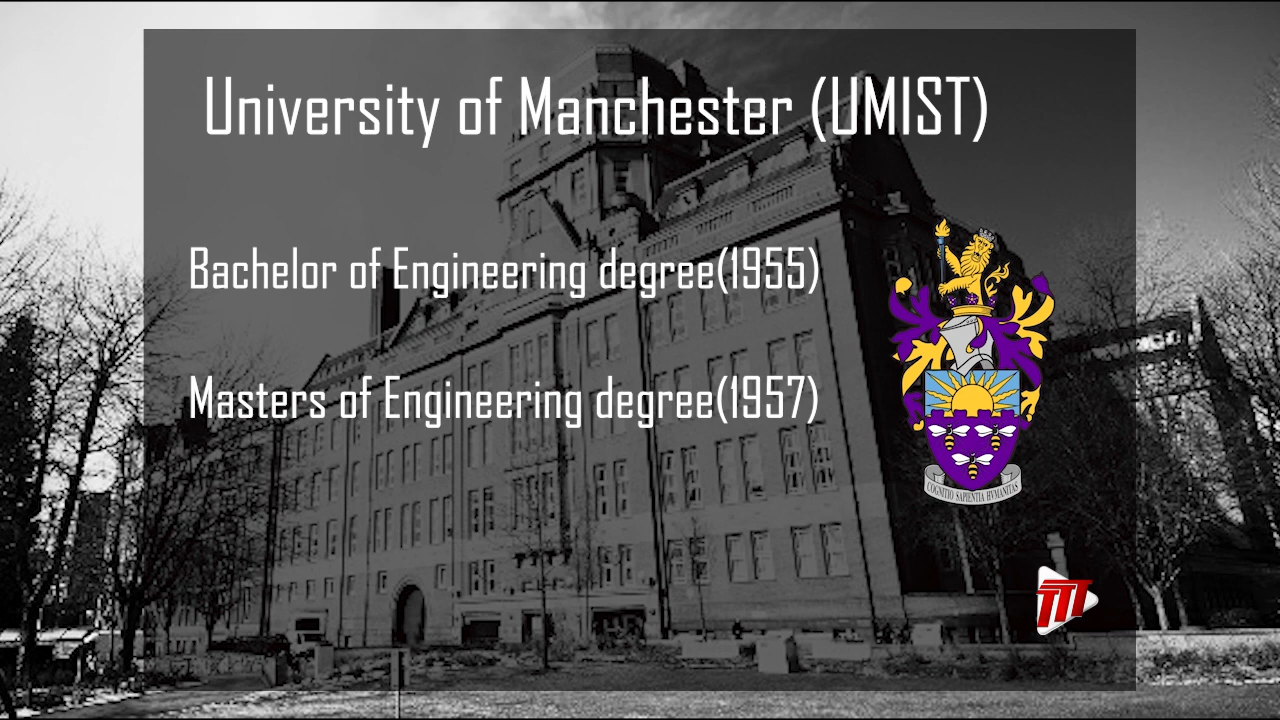 University of Manchester (UMIST)
Bachelor of Engineering degree(1955)
Masters of Engineering degree(1957)
COGNITIO SAPIENTIA HVMANITAS